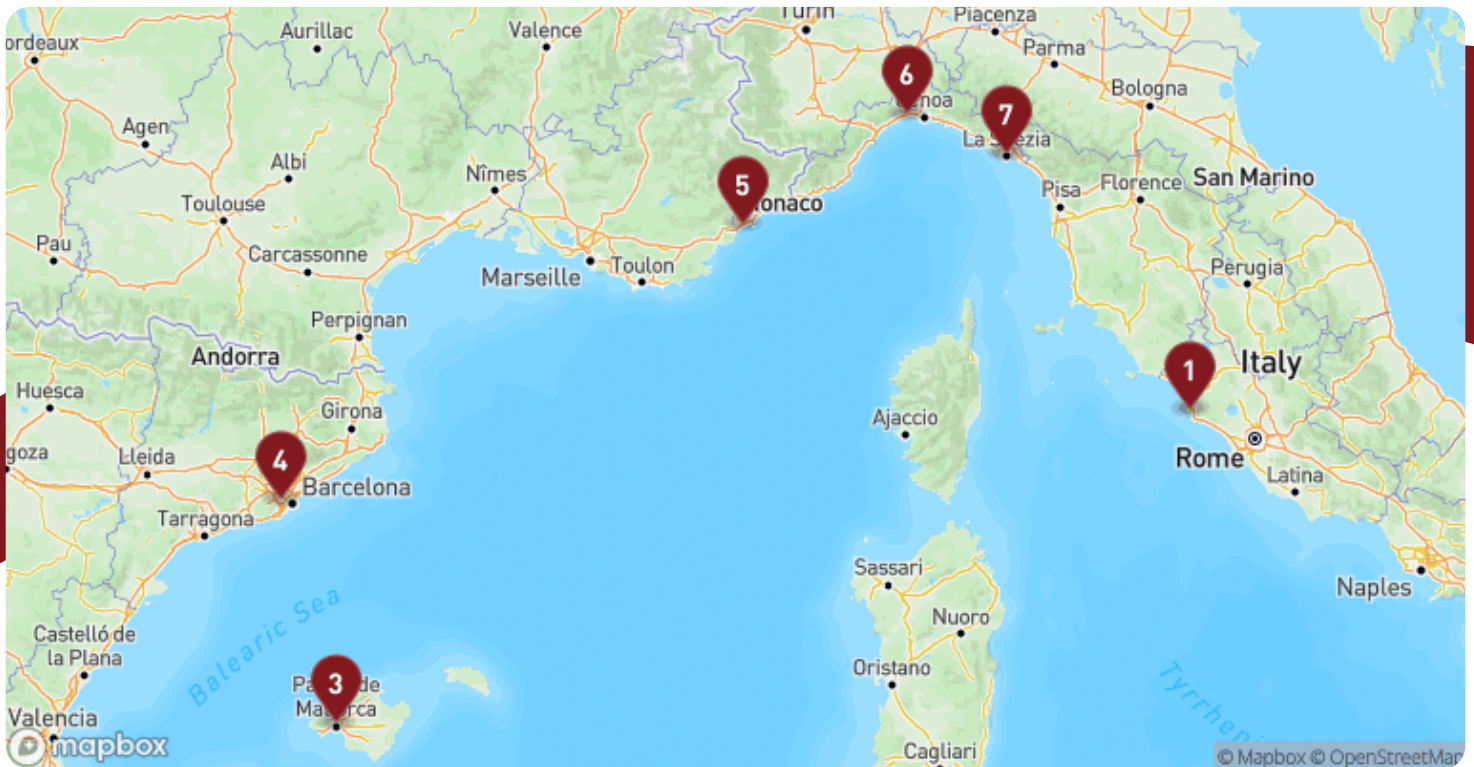 Turin
Piacenza
Aurillac
Valence
ordeaux
Parma
6
Bologna
enoa
7
Agen
La Spezia
Albi
Nîmes
5
Pisa
Florence
San Marino
Toulouse
Monaco
Pau
Carcassonne
Marseille
Toulon
Perugia
Perpignan
Andorra
Italy
1
Huesca
Girona
Ajaccio
goza
Lleida
4
Rome
Barcelona
Latina
Tarragona
Sassari
Naples
Balearic Sea
Nuoro
Castelló de
la Plana
Oristano
3
Palma de
Mallorca
Tyrrheni
Valencia
mapbox
Cagliari
© Mapbox © OpenStreetMap